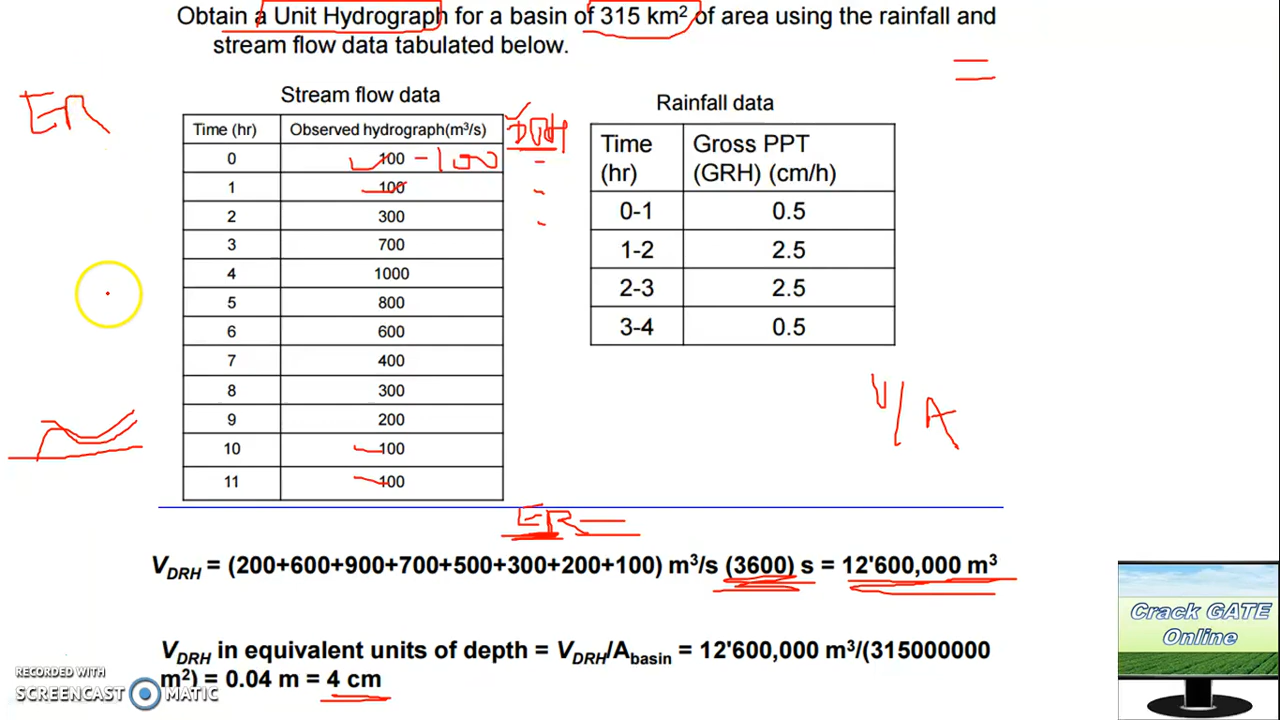 Obtain a Unit Hydrograph for a basin of 315 km² of area using the rainfall and
stream flow data tabulated below.
ER
Stream flow data
Time (hr) Observed hydrograph(m³/s) DRH
0 100 -100
1 100
2 300
3 700
4 1000
5 800
6 600
7 400
8 300
9 200
10 100
11 100
Rainfall data
Time (hr) Gross PPT (GRH) (cm/h)
0-1 0.5
1-2 2.5
2-3 2.5
3-4 0.5
V/A
ER
V_DRH = (200+600+900+700+500+300+200+100) m³/s (3600) s = 12'600,000 m³
V_DRH in equivalent units of depth = V_DRH/A_basin = 12'600,000 m³/(315000000
m²) = 0.04 m = 4 cm
RECORDED WITH
SCREENCAST MATIC
Crack GATE
Online